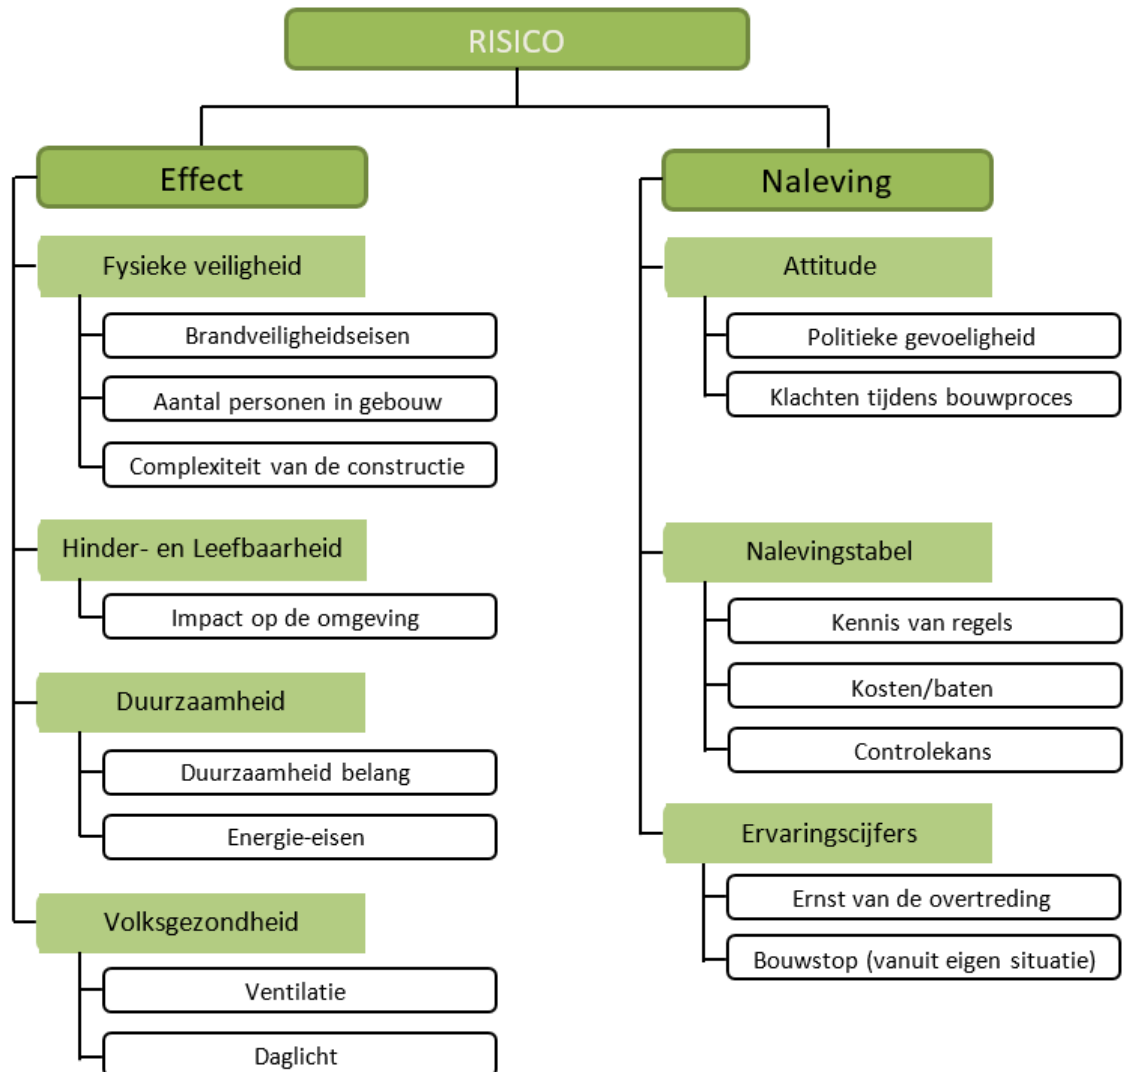 RISICO
Effect
Fysieke veiligheid
Brandveiligheidseisen
Aantal personen in gebouw
Complexiteit van de constructie
Hinder- en Leefbaarheid
Impact op de omgeving
Duurzaamheid
Duurzaamheid belang
Energie-eisen
Volksgezondheid
Ventilatie
Daglicht
Naleving
Attitude
Politieke gevoeligheid
Klachten tijdens bouwproces
Nalevingstabel
Kennis van regels
Kosten/baten
Controlekans
Ervaringscijfers
Ernst van de overtreding
Bouwstop (vanuit eigen situatie)